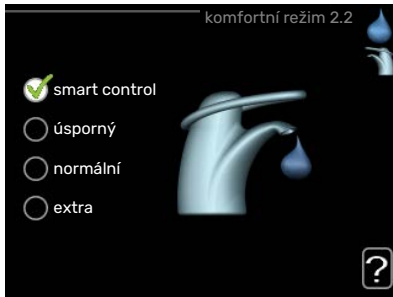 komfortní režim 2.2
smart control
úsporný
normální
extra
?